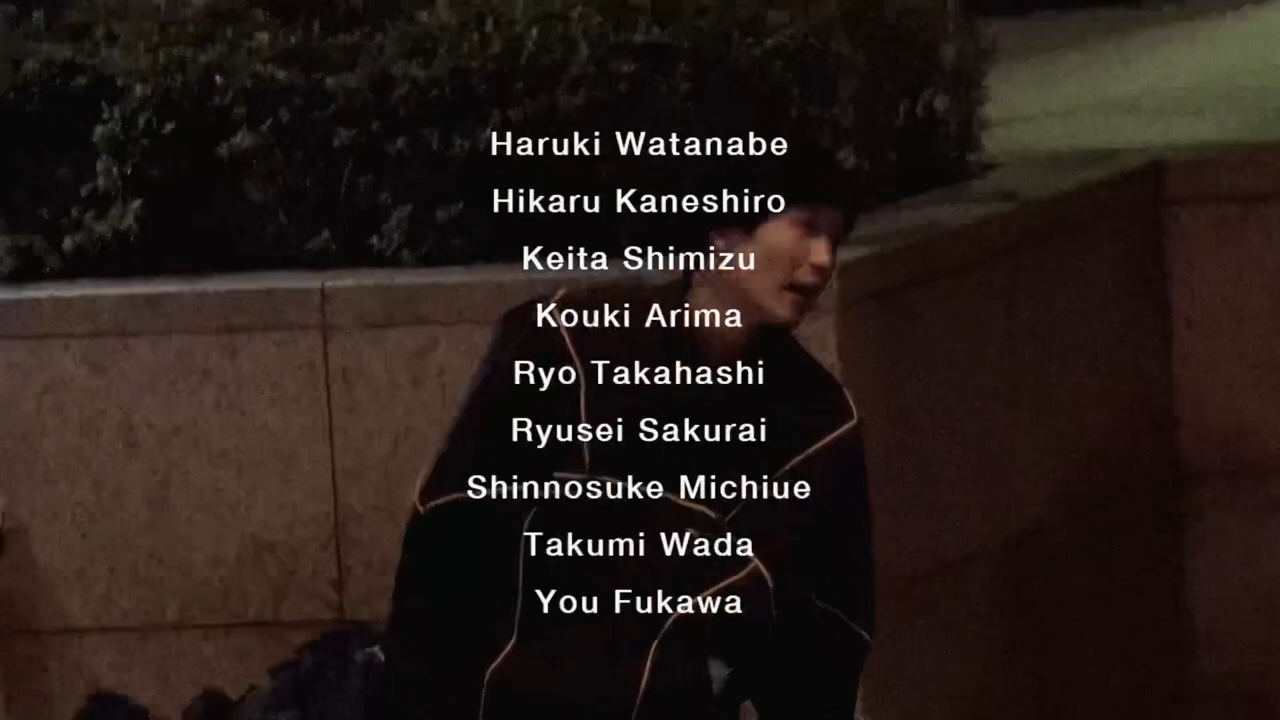 Haruki Watanabe
Hikaru Kaneshiro
Keita Shimizu
Kouki Arima
Ryo Takahashi
Ryusei Sakurai
Shinnosuke Michiue
Takumi Wada
You Fukawa